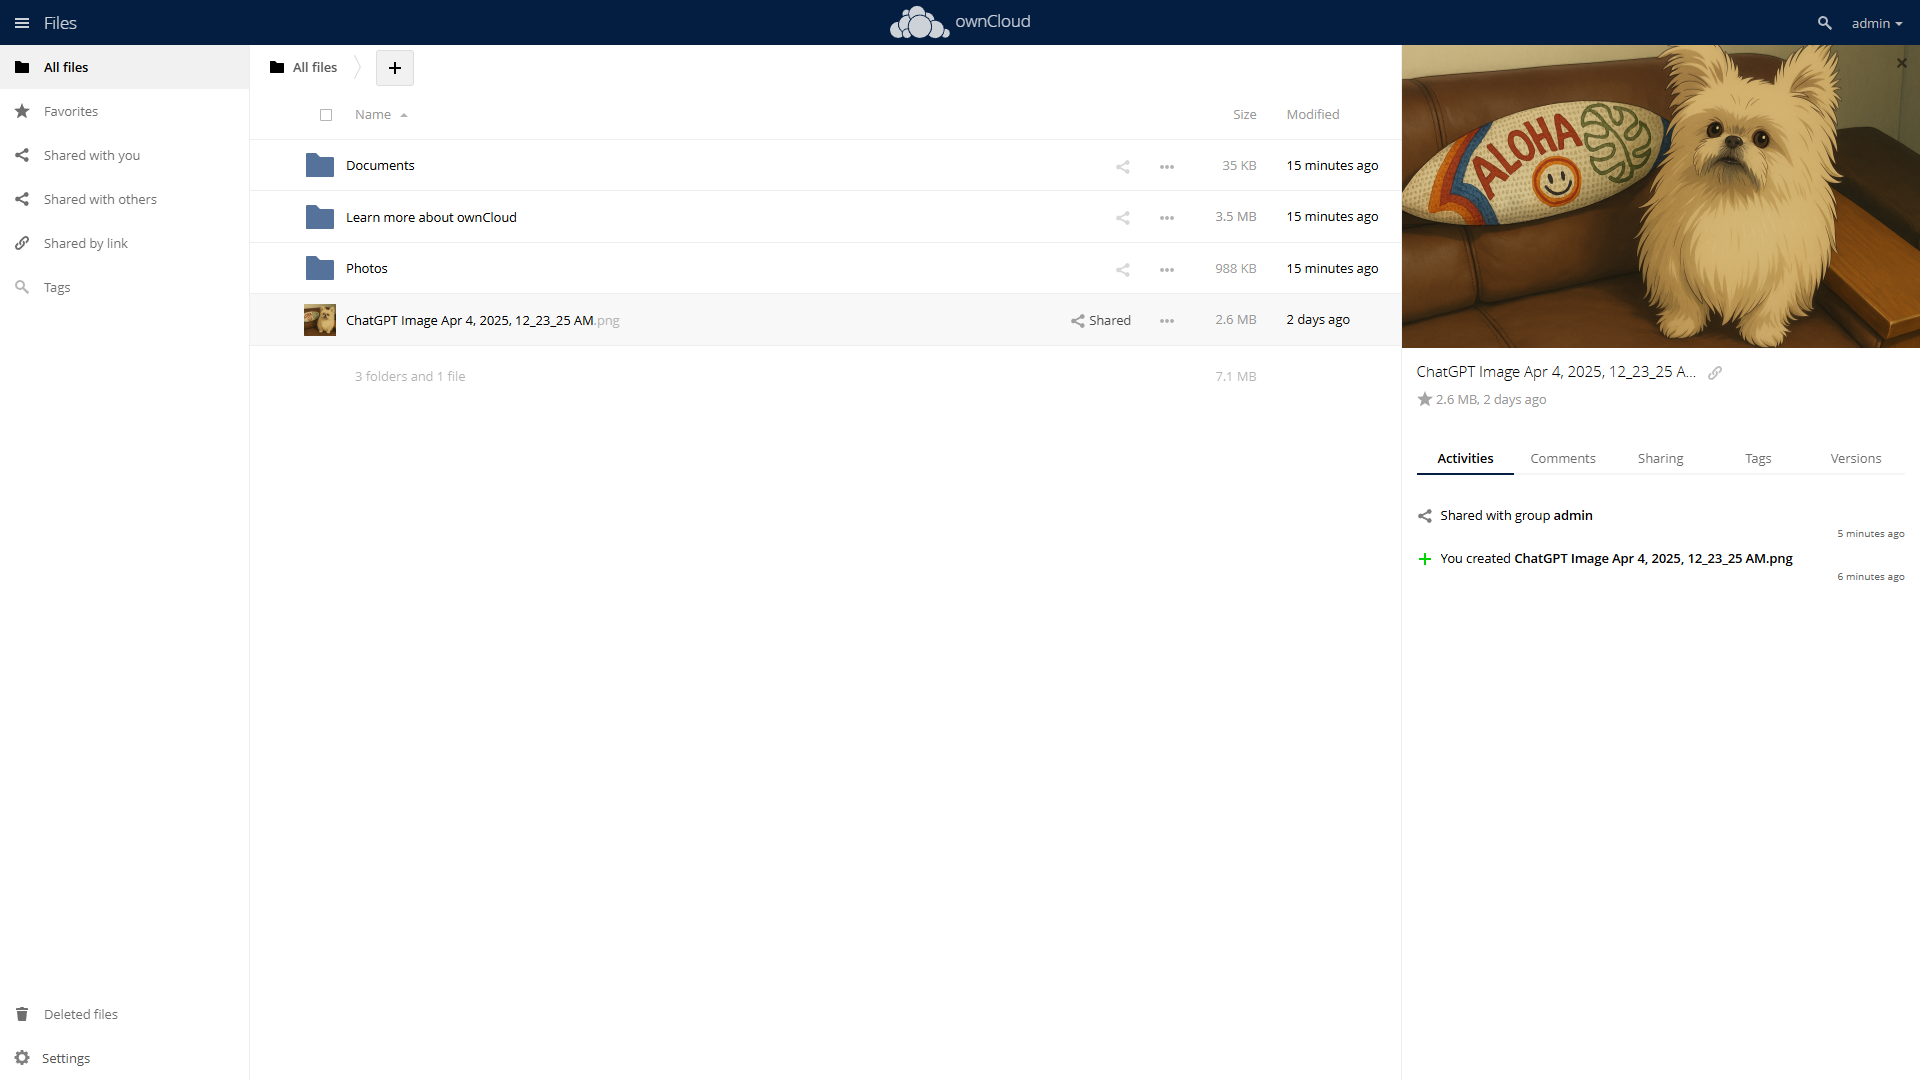 Files
ownCloud
admin
All files
Favorites
Shared with you
Shared with others
Shared by link
Tags
Deleted files
Settings
All files
+
Name Size Modified
Documents 35 KB 15 minutes ago
Learn more about ownCloud 3.5 MB 15 minutes ago
Photos 988 KB 15 minutes ago
ChatGPT Image Apr 4, 2025, 12_23_25 AM.png Shared 2.6 MB 2 days ago
3 folders and 1 file 7.1 MB
ALOHA
ChatGPT Image Apr 4, 2025, 12_23_25 A...
2.6 MB, 2 days ago
Activities Comments Sharing Tags Versions
Shared with group admin
5 minutes ago
You created ChatGPT Image Apr 4, 2025, 12_23_25 AM.png
6 minutes ago